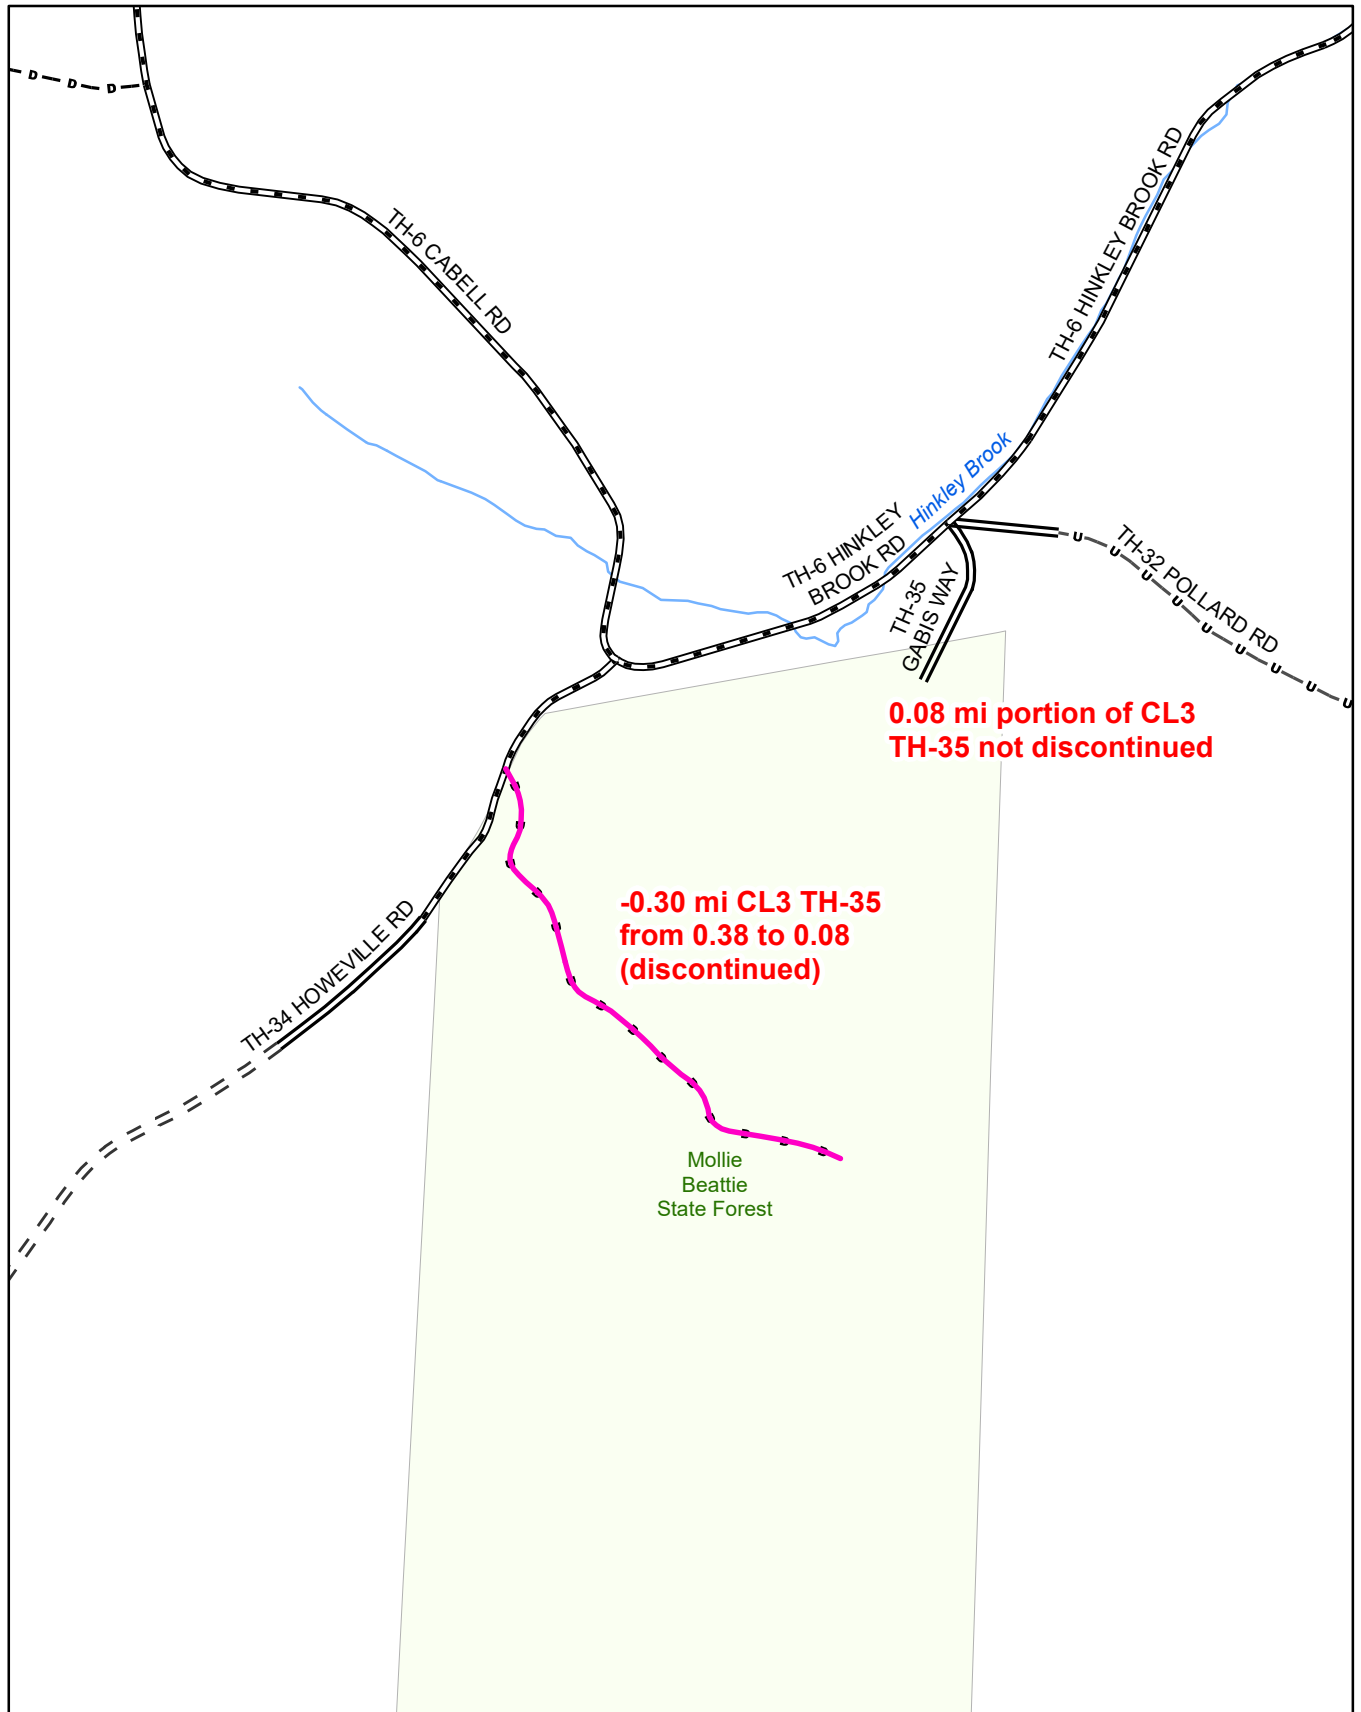 D D D
TH-6 CABELL RD
TH-6 HINKLEY BROOK RD
Hinkley Brook
TH-6 HINKLEY
BROOK RD
TH-35
GABIS WAY
TH-32 POLLARD RD
U U U U U U U U U U
0.08 mi portion of CL3
TH-35 not discontinued
-0.30 mi CL3 TH-35
from 0.38 to 0.08
(discontinued)
TH-34 HOWEVILLE RD
Mollie
Beattie
State Forest